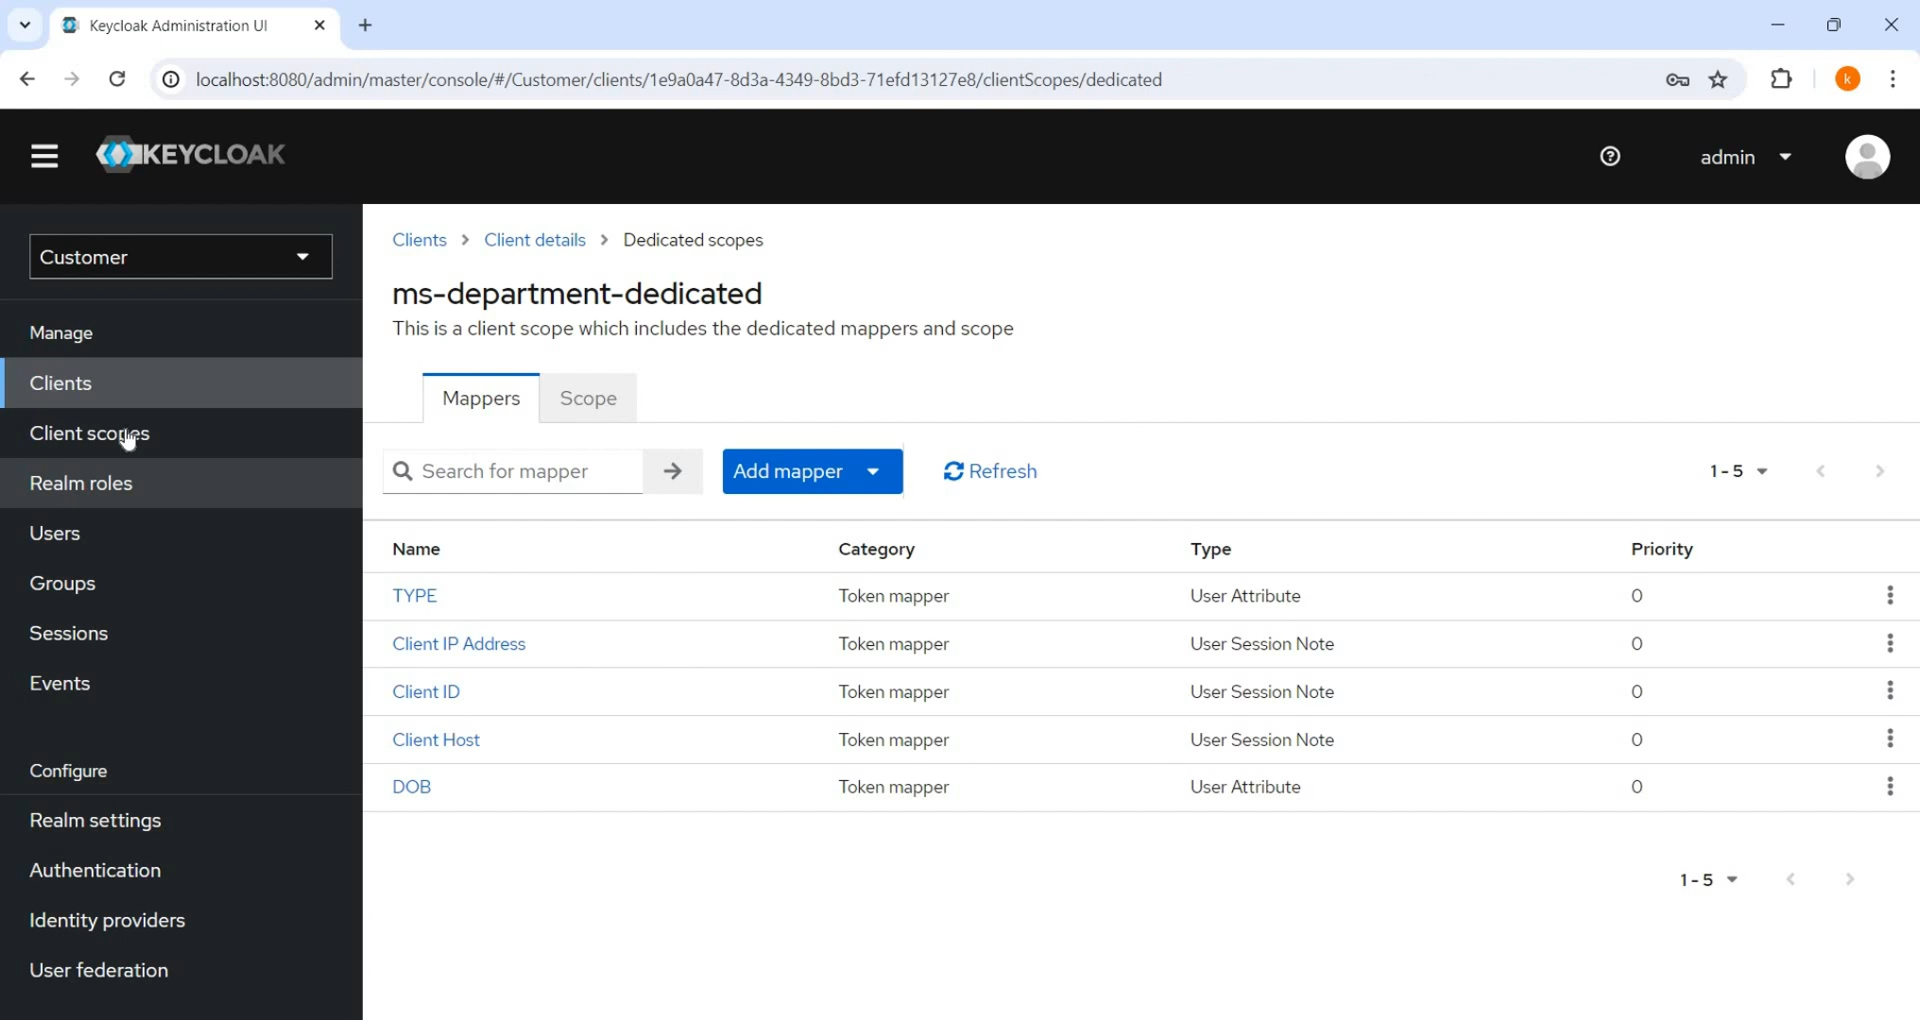 Keycloak Administration UI
localhost:8080/admin/master/console/#/Customer/clients/1e9a0a47-8d3a-4349-8bd3-71efd13127e8/clientScopes/dedicated
k
KEYCLOAK
admin
Customer
Manage
Clients
Client scopes
Realm roles
Users
Groups
Sessions
Events
Configure
Realm settings
Authentication
Identity providers
User federation
Clients > Client details > Dedicated scopes
ms-department-dedicated
This is a client scope which includes the dedicated mappers and scope
Mappers Scope
Search for mapper Add mapper Refresh 1 - 5
Name Category Type Priority
TYPE Token mapper User Attribute 0
Client IP Address Token mapper User Session Note 0
Client ID Token mapper User Session Note 0
Client Host Token mapper User Session Note 0
DOB Token mapper User Attribute 0
1 - 5